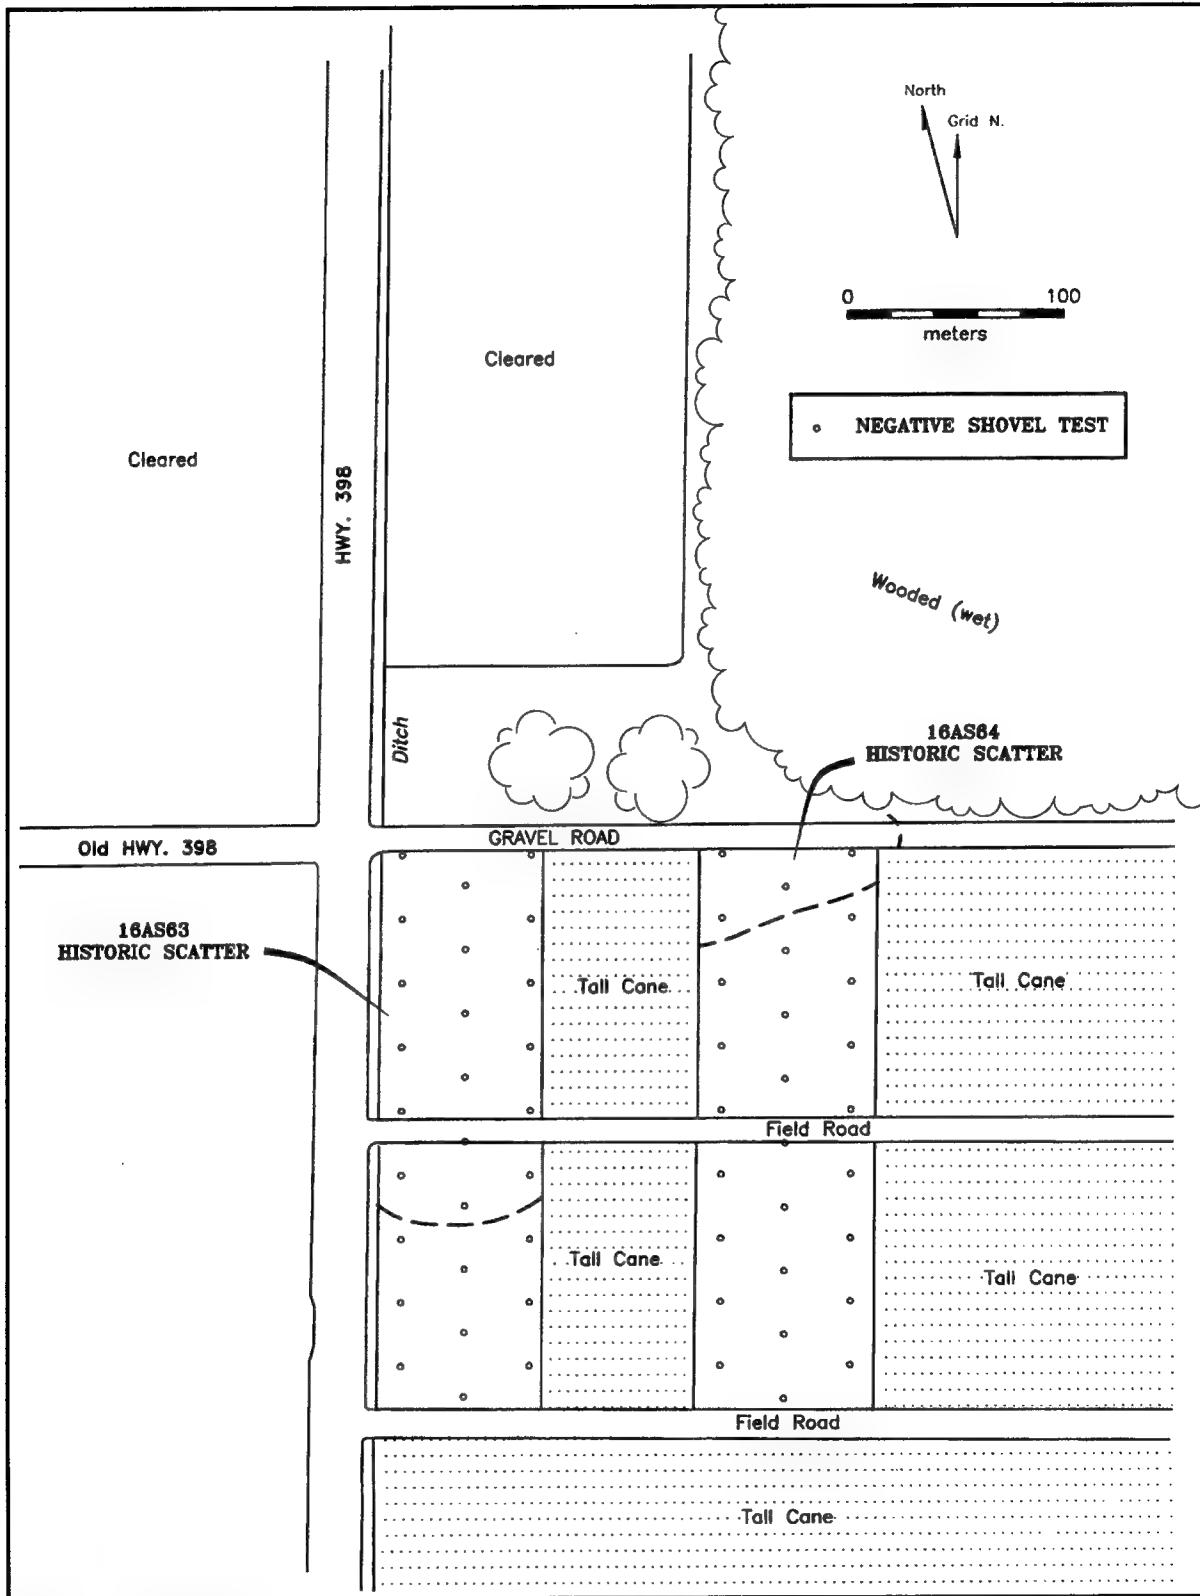 North
Grid N.
0 100
meters
Cleared
NEGATIVE SHOVEL TEST
Cleared
HWY. 398
Wooded (wet)
Ditch
16AS64
HISTORIC SCATTER
GRAVEL ROAD
Old HWY. 398
16AS63
HISTORIC SCATTER
Tall Cane
Tall Cane
Field Road
Tall Cane
Tall Cane
Field Road
Tall Cane